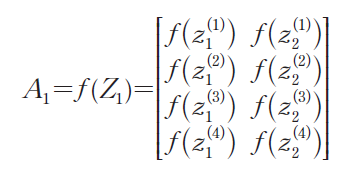 f(z₁⁽¹⁾) f(z₂⁽¹⁾)
f(z₁⁽²⁾) f(z₂⁽²⁾)
A₁=f(Z₁)=
f(z₁⁽³⁾) f(z₂⁽³⁾)
f(z₁⁽⁴⁾) f(z₂⁽⁴⁾)